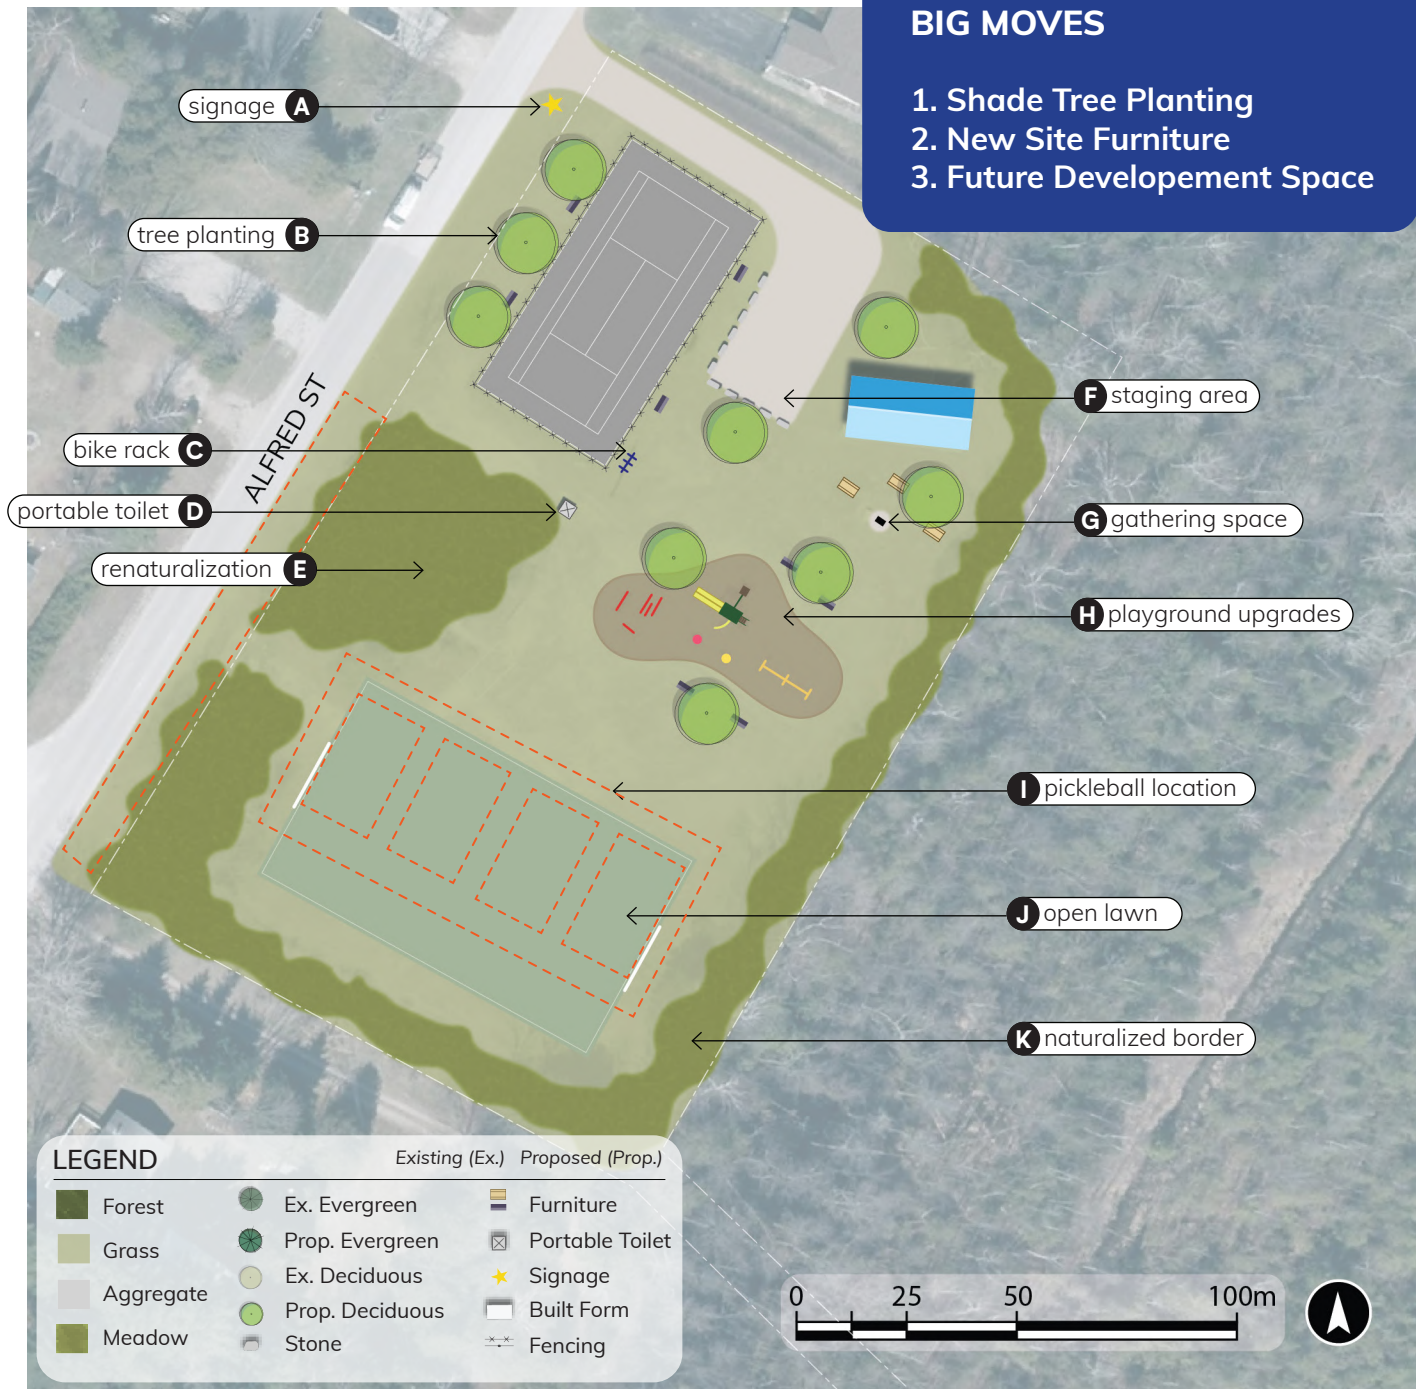 BIG MOVES
1. Shade Tree Planting
2. New Site Furniture
3. Future Developement Space
signage A
tree planting B
ALFRED ST
bike rack C
portable toilet D
renaturalization E
F staging area
G gathering space
H playground upgrades
I pickleball location
J open lawn
K naturalized border
LEGEND
Existing (Ex.) Proposed (Prop.)
Forest
Grass
Aggregate
Meadow
Ex. Evergreen
Prop. Evergreen
Ex. Deciduous
Prop. Deciduous
Stone
Furniture
Portable Toilet
Signage
Built Form
Fencing
0 25 50 100m